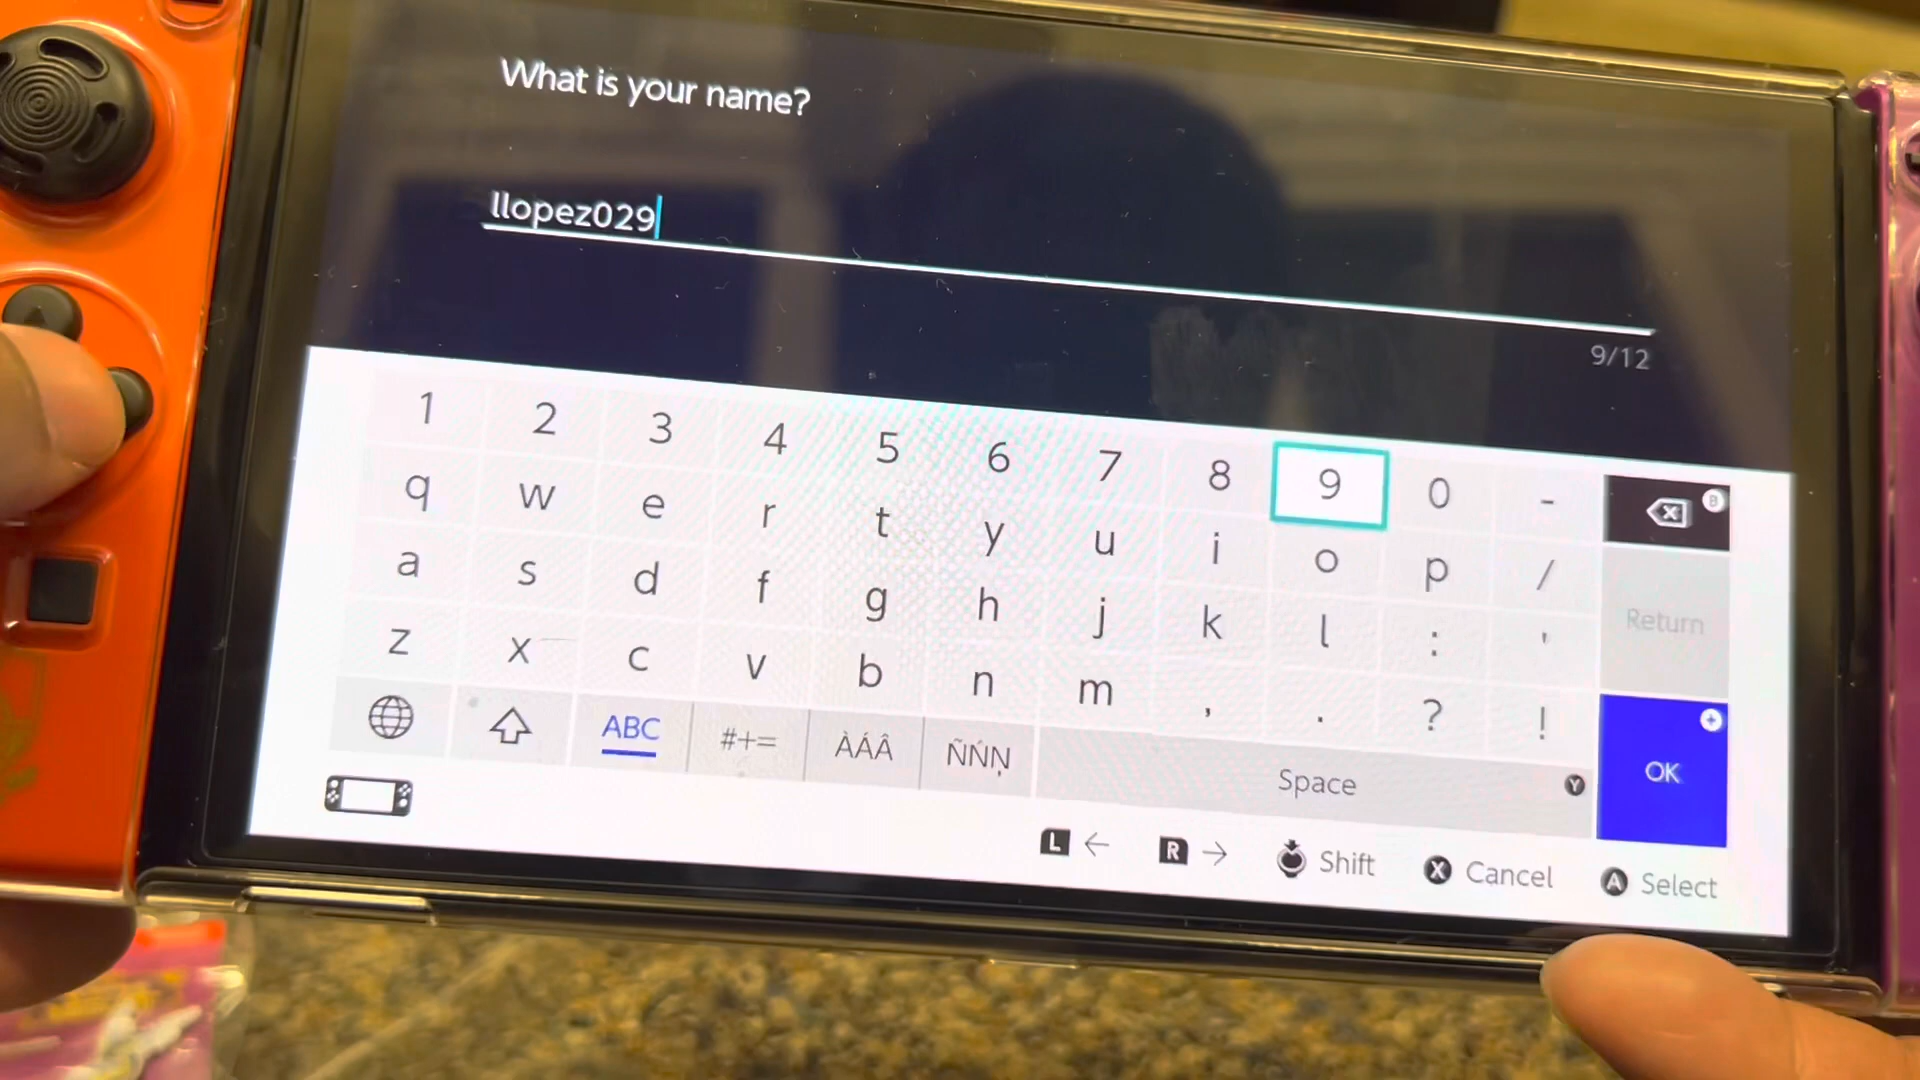 What is your name?
llopez029
9/12
1 2 3 4 5 6 7 8 9 0 -
B
q w e r t y u i o p /
Return
a s d f g h j k l : '
z x c v b n m , . ? !
ABC #+= ÀÁÂ ÑŃŅ Space Y
OK
L ← R → Shift X Cancel A Select